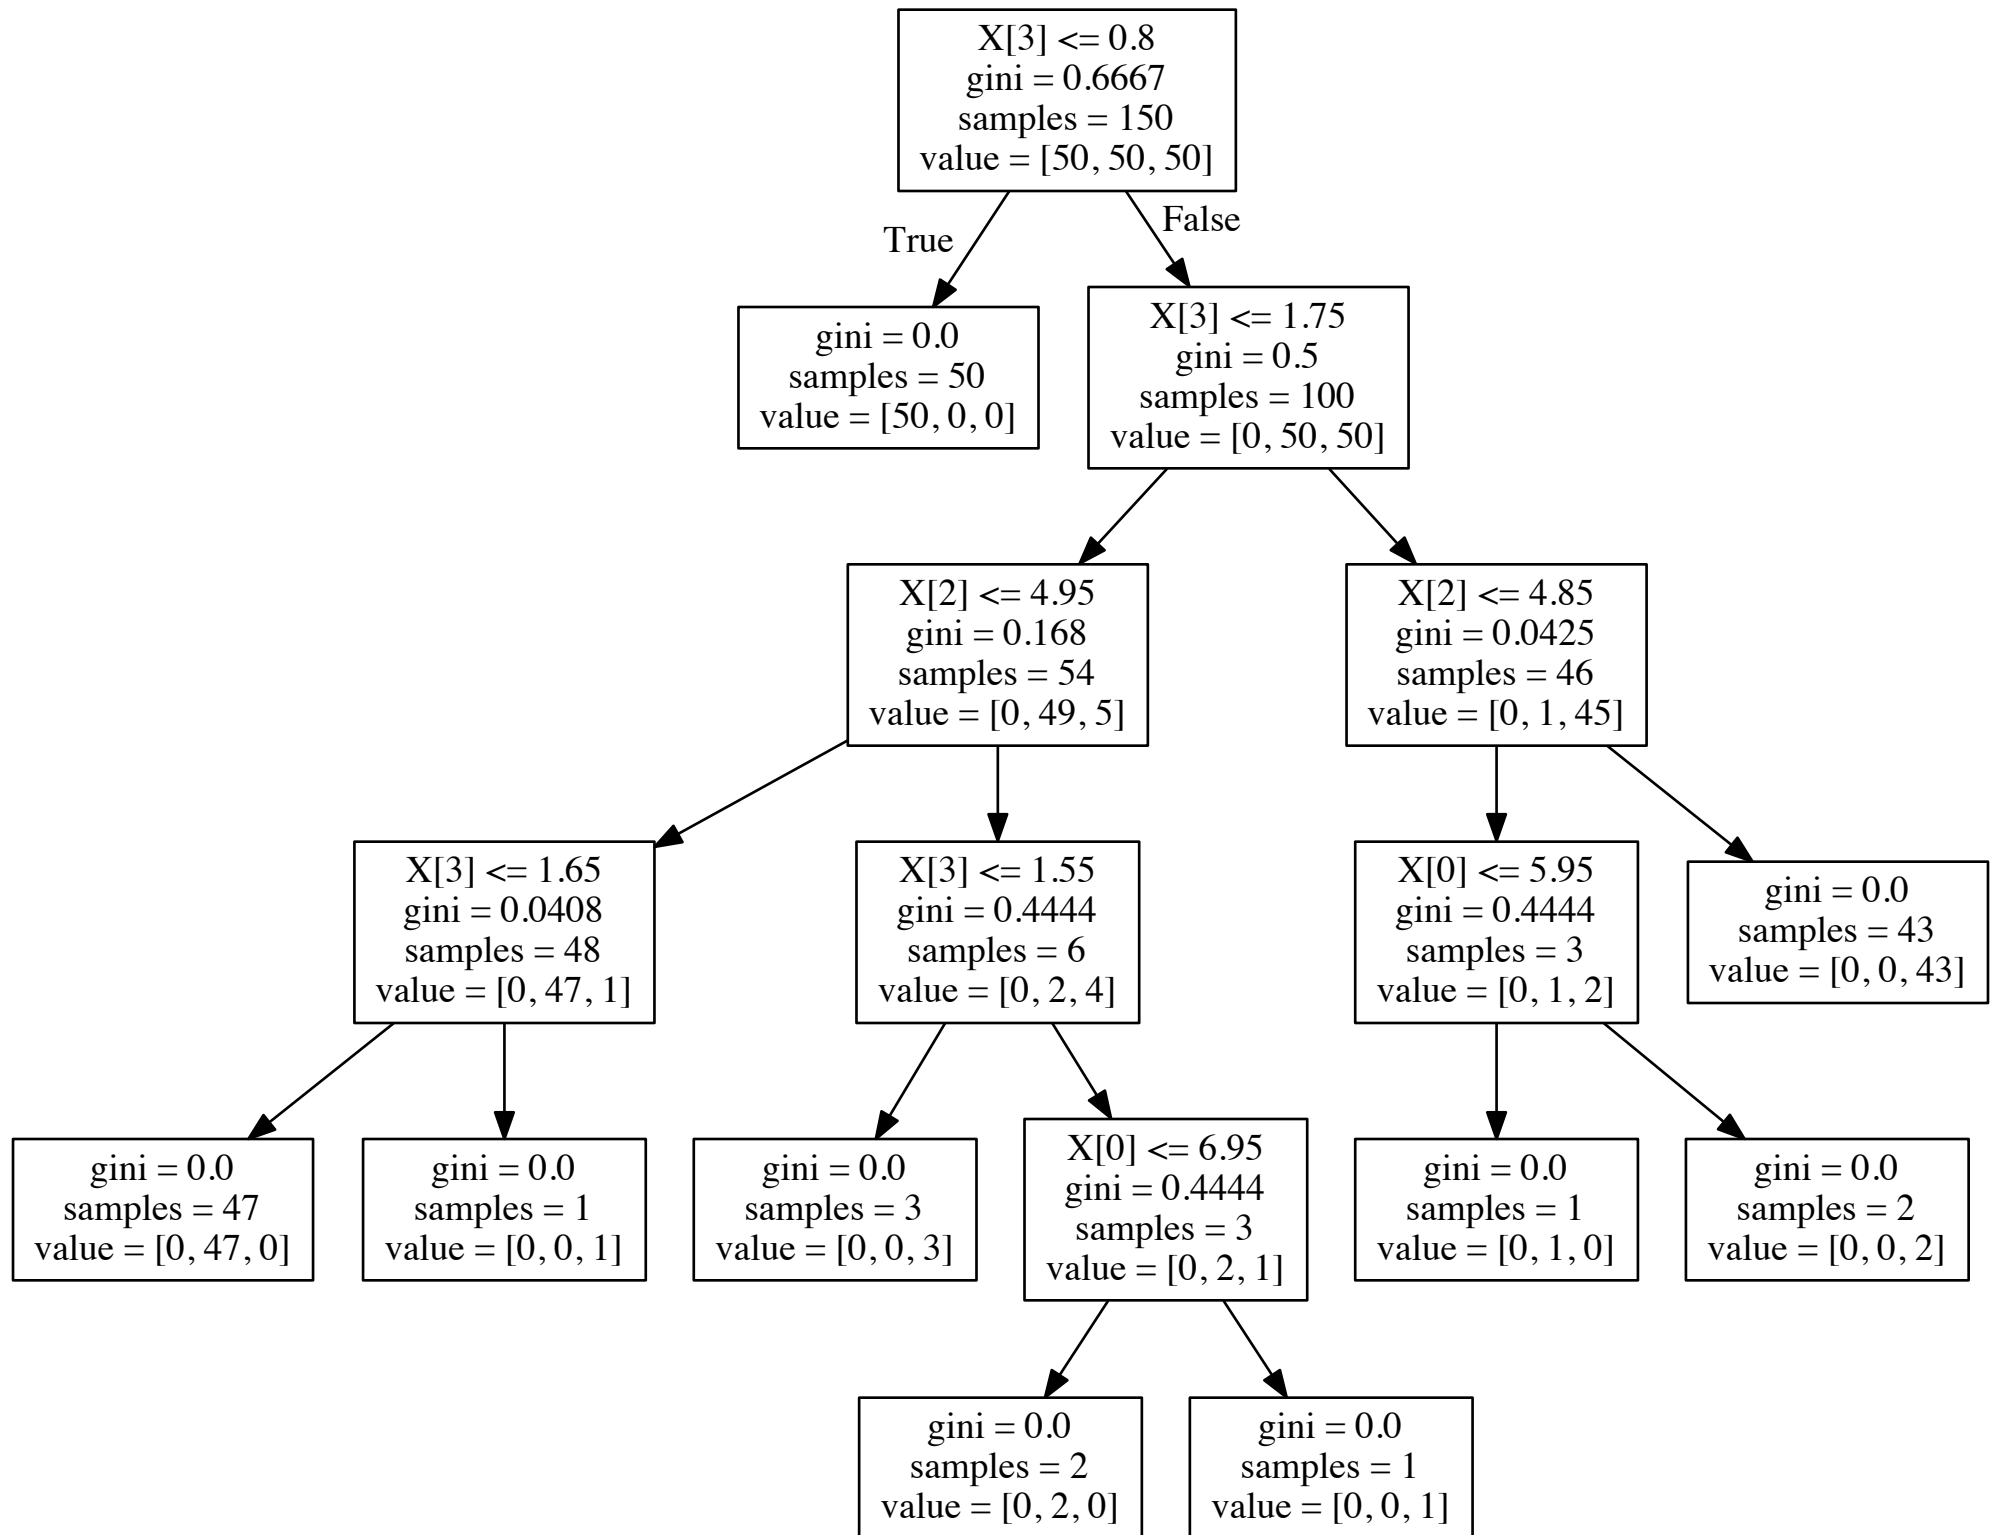 X[3] <= 0.8
gini = 0.6667
samples = 150
value = [50, 50, 50]
True
False
gini = 0.0
samples = 50
value = [50, 0, 0]
X[3] <= 1.75
gini = 0.5
samples = 100
value = [0, 50, 50]
X[2] <= 4.95
gini = 0.168
samples = 54
value = [0, 49, 5]
X[2] <= 4.85
gini = 0.0425
samples = 46
value = [0, 1, 45]
X[3] <= 1.65
gini = 0.0408
samples = 48
value = [0, 47, 1]
X[3] <= 1.55
gini = 0.4444
samples = 6
value = [0, 2, 4]
X[0] <= 5.95
gini = 0.4444
samples = 3
value = [0, 1, 2]
gini = 0.0
samples = 43
value = [0, 0, 43]
gini = 0.0
samples = 47
value = [0, 47, 0]
gini = 0.0
samples = 1
value = [0, 0, 1]
gini = 0.0
samples = 3
value = [0, 0, 3]
X[0] <= 6.95
gini = 0.4444
samples = 3
value = [0, 2, 1]
gini = 0.0
samples = 1
value = [0, 1, 0]
gini = 0.0
samples = 2
value = [0, 0, 2]
gini = 0.0
samples = 2
value = [0, 2, 0]
gini = 0.0
samples = 1
value = [0, 0, 1]